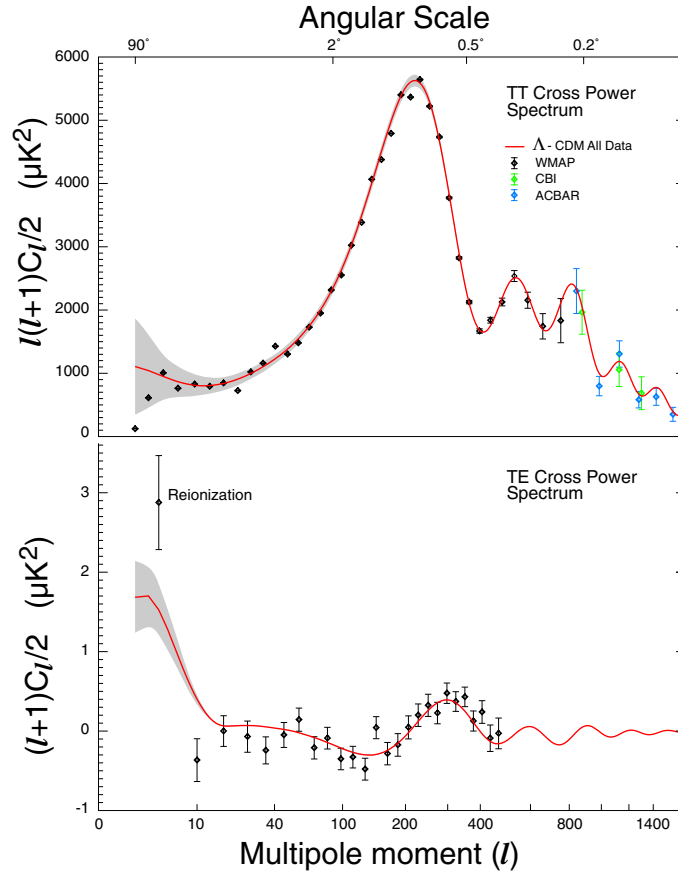 Angular Scale
90° 2° 0.5° 0.2°
6000
5000
4000
3000
2000
1000
0
l(l+1)Cl/2 (μK²)
TT Cross Power
Spectrum
Λ - CDM All Data
WMAP
CBI
ACBAR
3
2
1
0
-1
(l+1)Cl/2 (μK²)
Reionization
TE Cross Power
Spectrum
0 10 40 100 200 400 800 1400
Multipole moment (l)